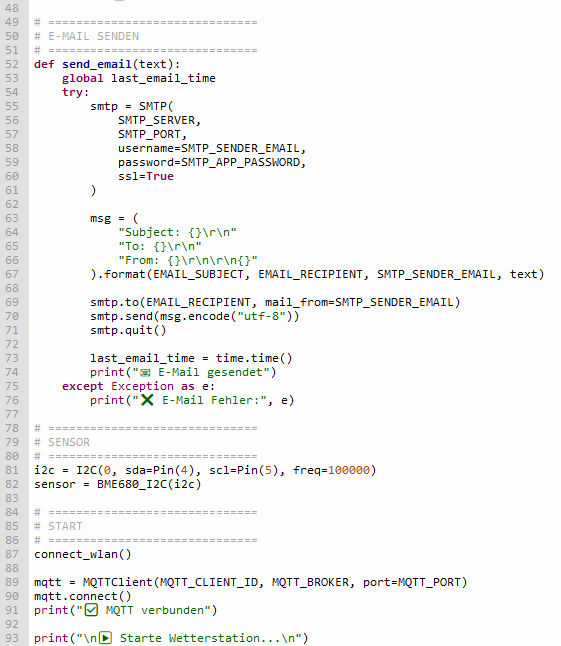 48
49 # ==============================
50 # E-MAIL SENDEN
51 # ==============================
52 def send_email(text):
53     global last_email_time
54     try:
55         smtp = SMTP(
56             SMTP_SERVER,
57             SMTP_PORT,
58             username=SMTP_SENDER_EMAIL,
59             password=SMTP_APP_PASSWORD,
60             ssl=True
61         )
62
63         msg = (
64             "Subject: {}\r\n"
65             "To: {}\r\n"
66             "From: {}\r\n\r\n{}"
67         ).format(EMAIL_SUBJECT, EMAIL_RECIPIENT, SMTP_SENDER_EMAIL, text)
68
69         smtp.to(EMAIL_RECIPIENT, mail_from=SMTP_SENDER_EMAIL)
70         smtp.send(msg.encode("utf-8"))
71         smtp.quit()
72
73         last_email_time = time.time()
74         print("📧 E-Mail gesendet")
75     except Exception as e:
76         print("❌ E-Mail Fehler:", e)
77
78 # ==============================
79 # SENSOR
80 # ==============================
81 i2c = I2C(0, sda=Pin(4), scl=Pin(5), freq=100000)
82 sensor = BME680_I2C(i2c)
83
84 # ==============================
85 # START
86 # ==============================
87 connect_wlan()
88
89 mqtt = MQTTClient(MQTT_CLIENT_ID, MQTT_BROKER, port=MQTT_PORT)
90 mqtt.connect()
91 print("✅ MQTT verbunden")
92
93 print("\n▶ Starte Wetterstation...\n")